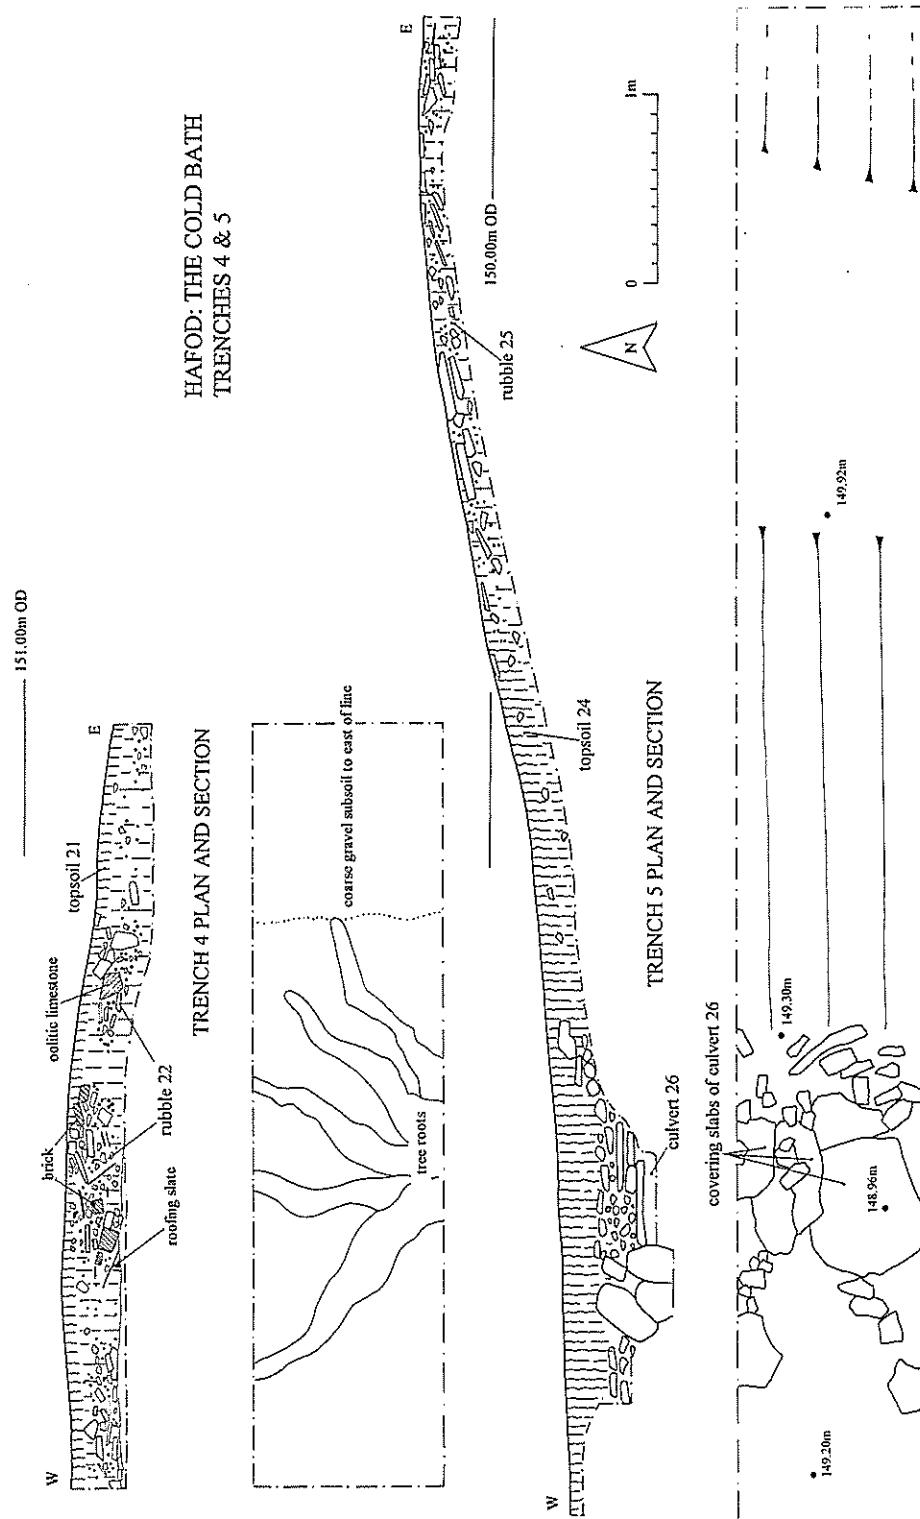 HAFOD: THE COLD BATH
TRENCHES 4 & 5
151.00m OD
W
E
brick
oolitic limestone
topsoil 21
roofing slate
rubble 22
TRENCH 4 PLAN AND SECTION
coarse gravel subsoil to east of line
tree roots
E
150.00m OD
rubble 25
topsoil 24
W
culvert 26
TRENCH 5 PLAN AND SECTION
N
0
1m
covering slabs of culvert 26
149.20m
148.96m
149.30m
149.92m